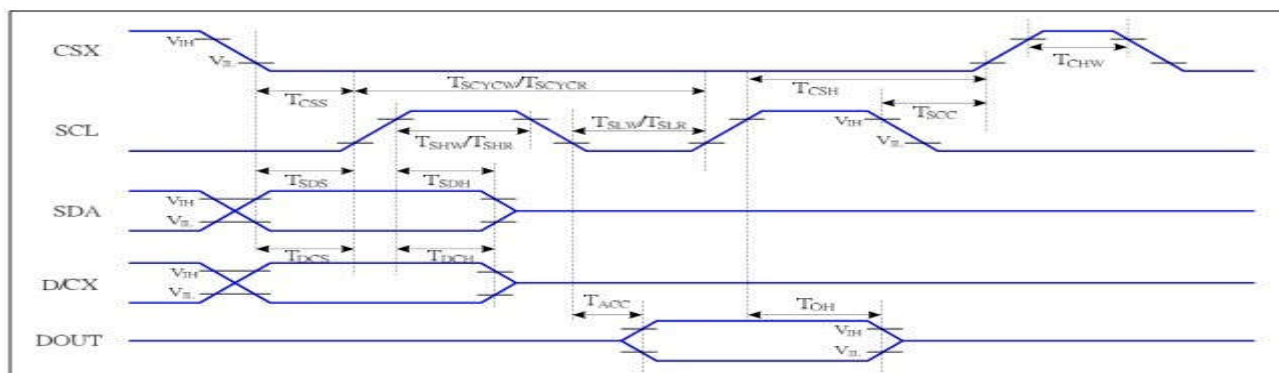 CSX
VIH
VIL
TCHW
TSCYCW/TSCYCR
TCSS
TCSH
SCL
TSLW/TSLR
TSCC
VIH
VIL
TSHW/TSHR
TSDS
TSDH
SDA
VIH
VIL
TDCS
TDCH
D/CX
VIH
VIL
TACC
TOH
DOUT
VIH
VIL